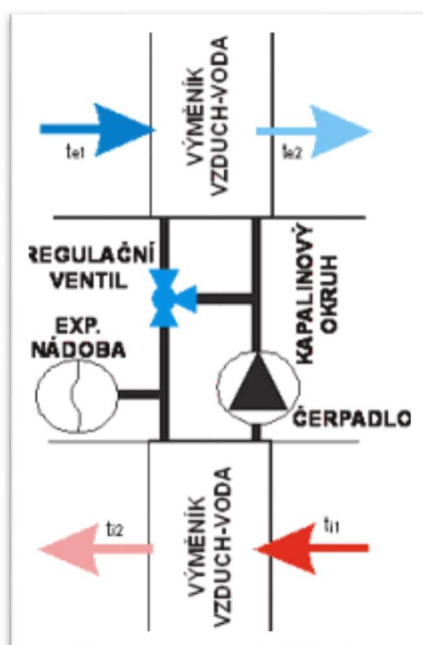 VÝMĚNÍK
VZDUCH-VODA
te1
te2
REGULAČNÍ
VENTIL
KAPALINOVÝ
OKRUH
EXP.
NÁDOBA
ČERPADLO
VÝMĚNÍK
VZDUCH-VODA
ti2
ti1